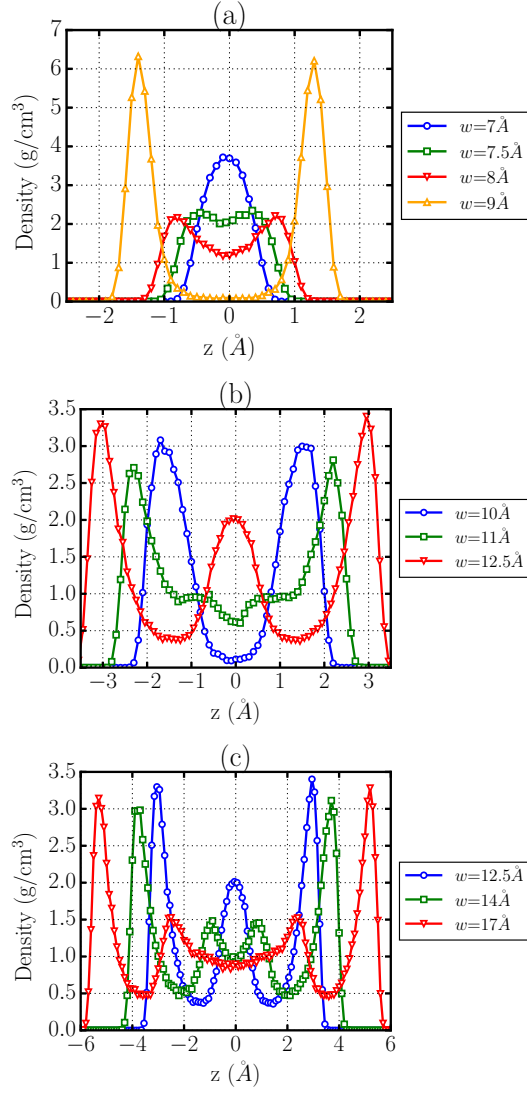 (a)
Density (g/cm³)
7
6
5
4
3
2
1
0
−2 −1 0 1 2
z (Å)
w=7Å
w=7.5Å
w=8Å
w=9Å
(b)
Density (g/cm³)
3.5
3.0
2.5
2.0
1.5
1.0
0.5
0.0
−3 −2 −1 0 1 2 3
z (Å)
w=10Å
w=11Å
w=12.5Å
(c)
Density (g/cm³)
3.5
3.0
2.5
2.0
1.5
1.0
0.5
0.0
−6 −4 −2 0 2 4 6
z (Å)
w=12.5Å
w=14Å
w=17Å